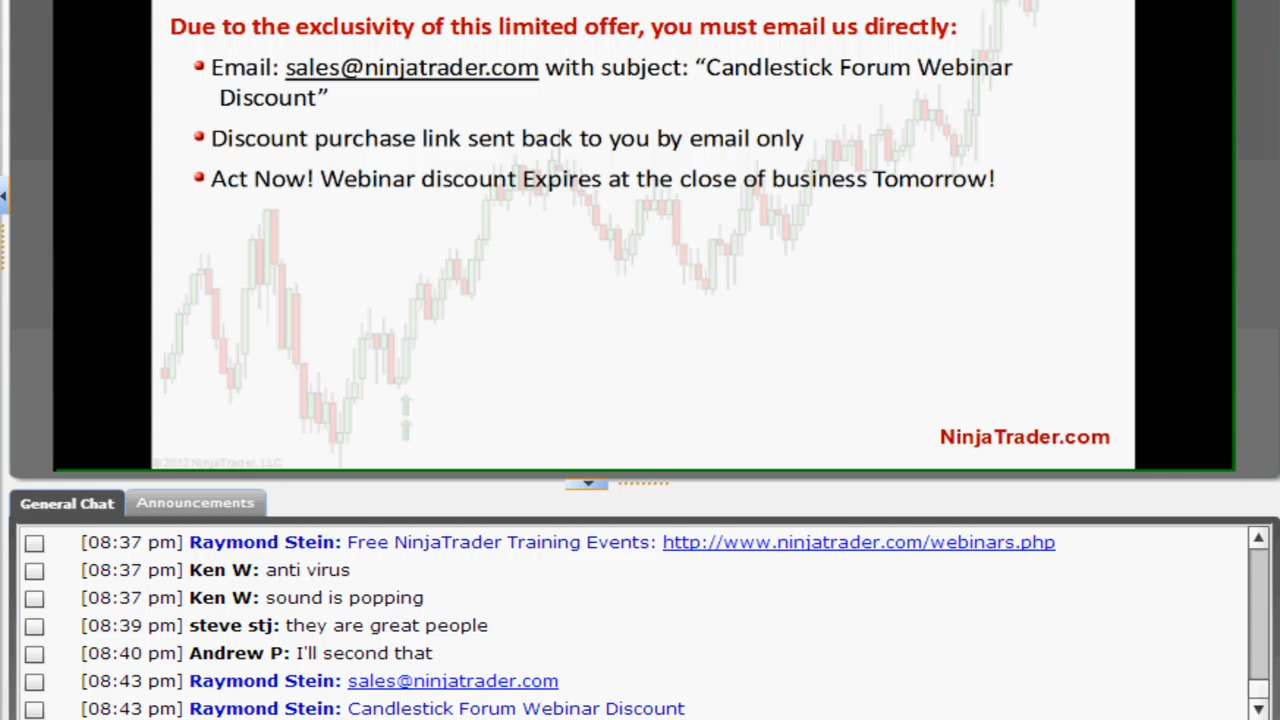 Due to the exclusivity of this limited offer, you must email us directly:
Email: sales@ninjatrader.com with subject: “Candlestick Forum Webinar
Discount”
Discount purchase link sent back to you by email only
Act Now! Webinar discount Expires at the close of business Tomorrow!
NinjaTrader.com
© 2012 NinjaTrader, LLC
General Chat Announcements
[08:37 pm] Raymond Stein: Free NinjaTrader Training Events: http://www.ninjatrader.com/webinars.php
[08:37 pm] Ken W: anti virus
[08:37 pm] Ken W: sound is popping
[08:39 pm] steve stj: they are great people
[08:40 pm] Andrew P: I'll second that
[08:43 pm] Raymond Stein: sales@ninjatrader.com
[08:43 pm] Raymond Stein: Candlestick Forum Webinar Discount